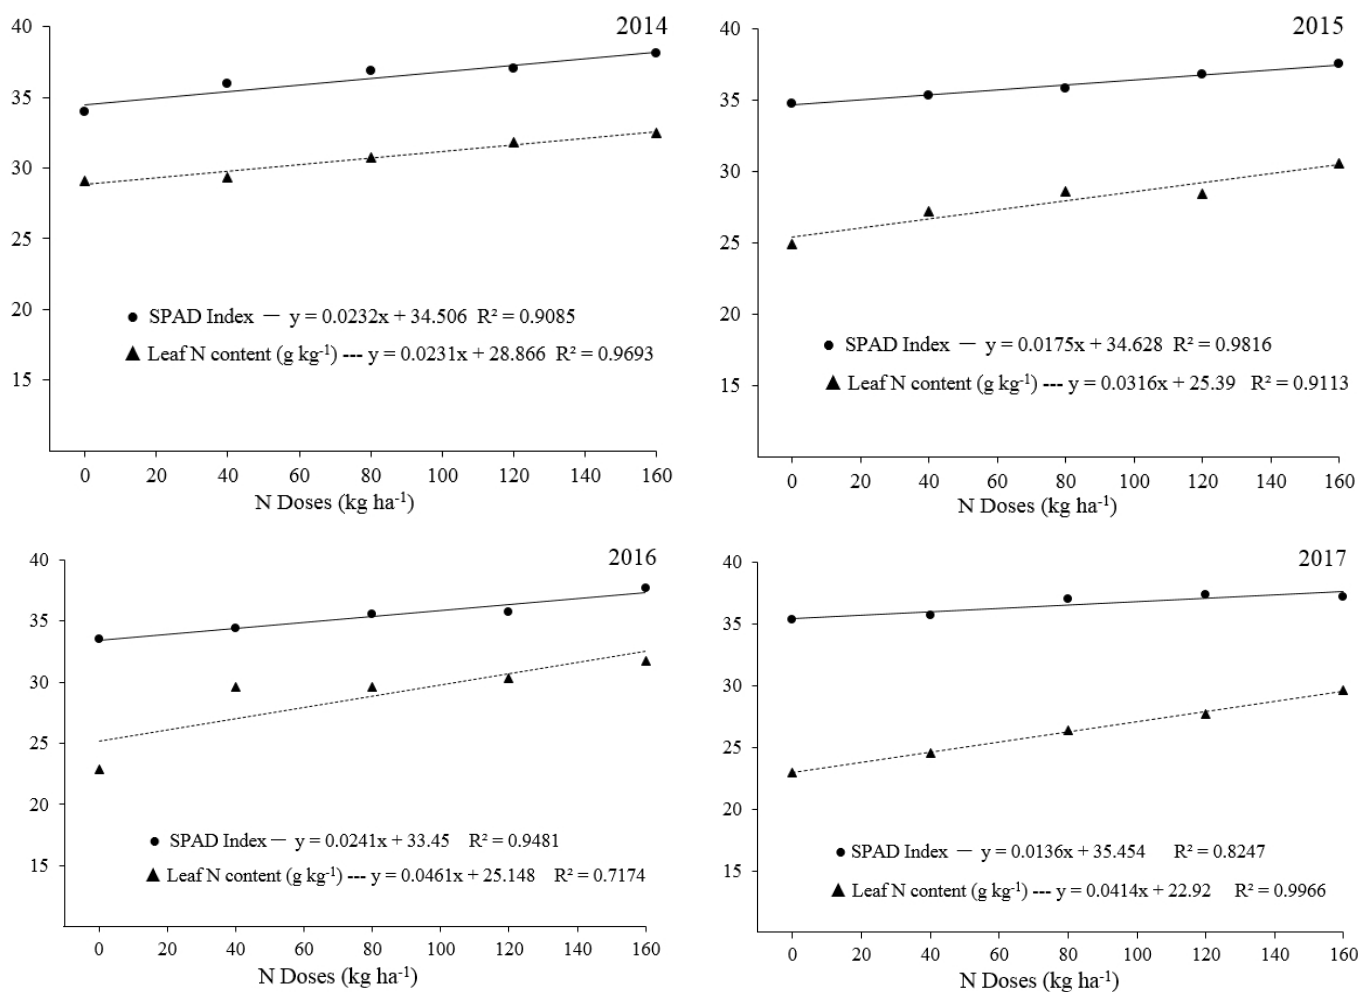 2014
40
35
30
25
20
15
● SPAD Index — y = 0.0232x + 34.506 R² = 0.9085
▲ Leaf N content (g kg⁻¹) --- y = 0.0231x + 28.866 R² = 0.9693
0 20 40 60 80 100 120 140 160
N Doses (kg ha⁻¹)
2015
40
35
30
25
20
15
● SPAD Index — y = 0.0175x + 34.628 R² = 0.9816
▲ Leaf N content (g kg⁻¹) --- y = 0.0316x + 25.39 R² = 0.9113
0 20 40 60 80 100 120 140 160
N Doses (kg ha⁻¹)
2016
40
35
30
25
20
15
● SPAD Index — y = 0.0241x + 33.45 R² = 0.9481
▲ Leaf N content (g kg⁻¹) --- y = 0.0461x + 25.148 R² = 0.7174
0 20 40 60 80 100 120 140 160
N Doses (kg ha⁻¹)
2017
40
35
30
25
20
15
● SPAD Index — y = 0.0136x + 35.454 R² = 0.8247
▲ Leaf N content (g kg⁻¹) --- y = 0.0414x + 22.92 R² = 0.9966
0 20 40 60 80 100 120 140 160
N Doses (kg ha⁻¹)